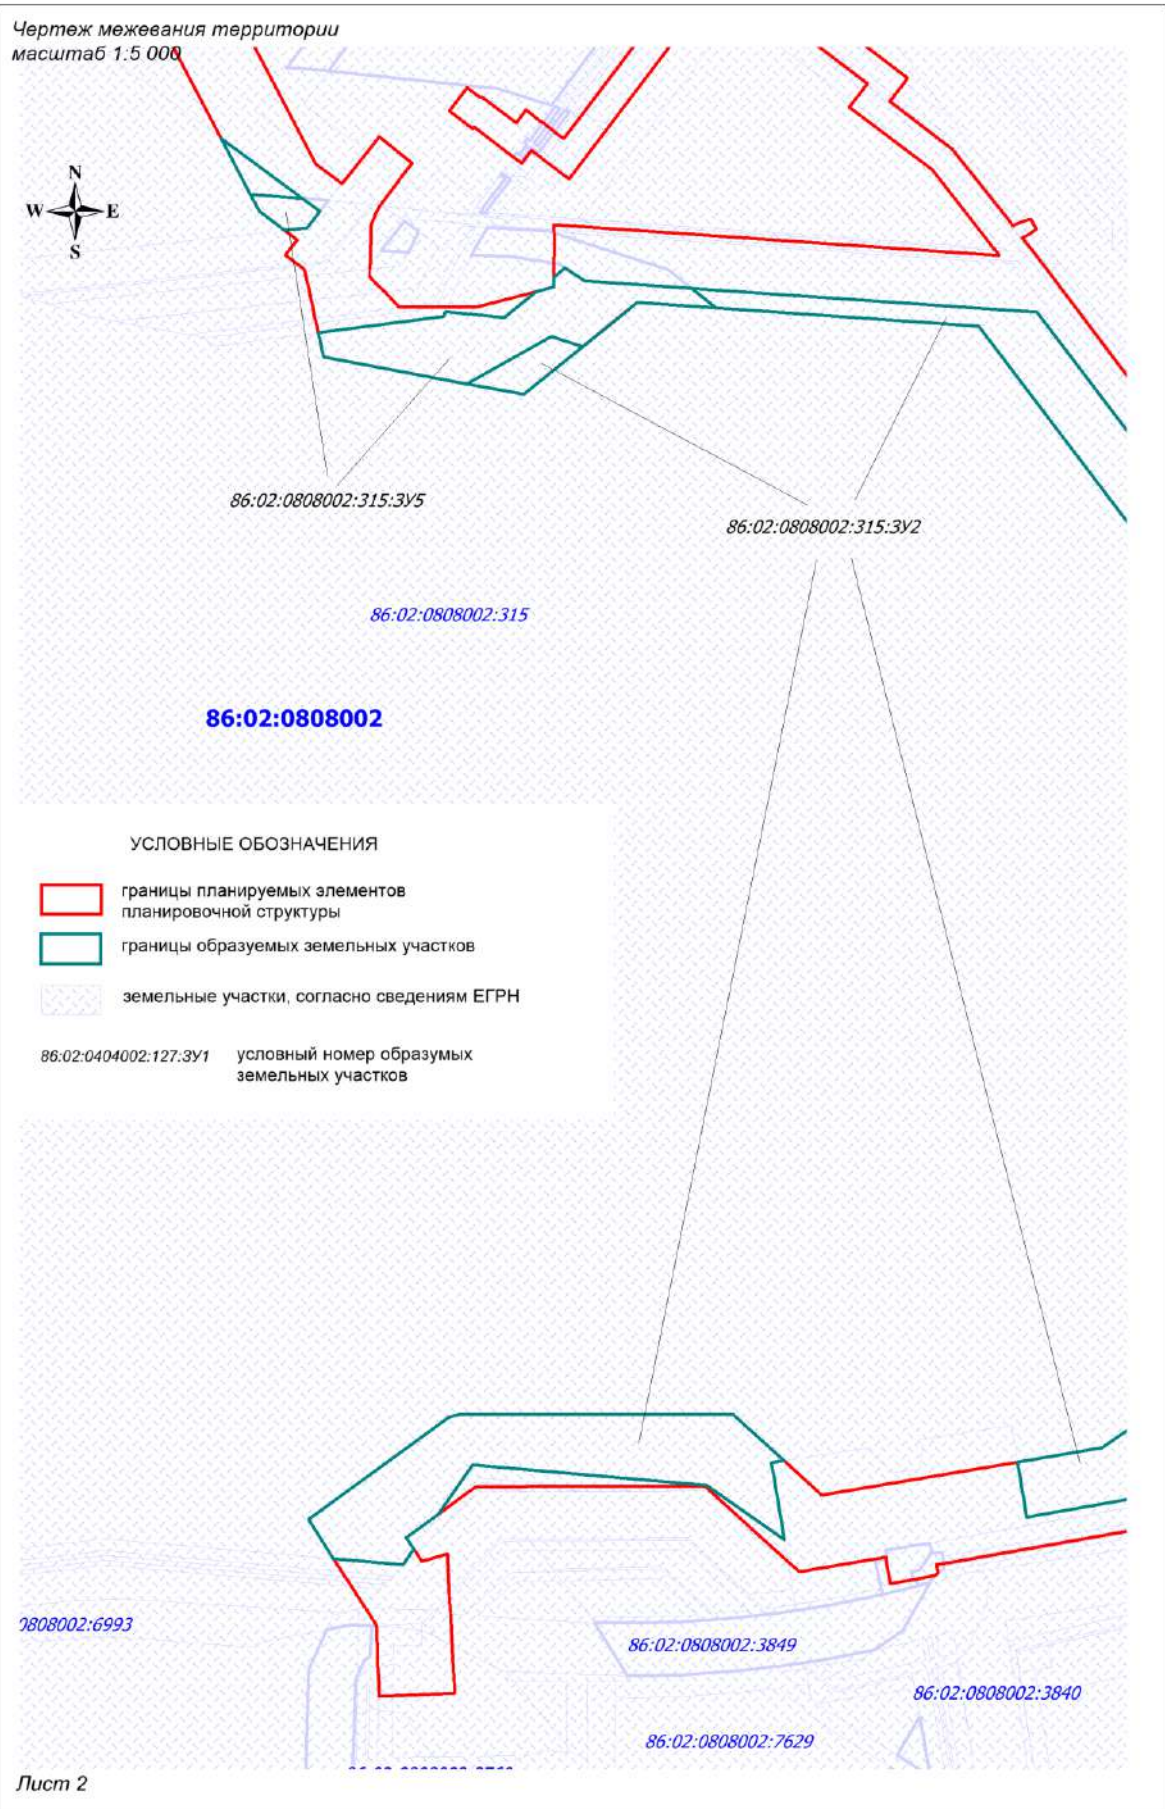 Чертеж межевания территории
масштаб 1:5 000
N
W E
S
86:02:0808002:315:ЗУ5
86:02:0808002:315:ЗУ2
86:02:0808002:315
86:02:0808002
УСЛОВНЫЕ ОБОЗНАЧЕНИЯ
границы планируемых элементов
планировочной структуры
границы образуемых земельных участков
земельные участки, согласно сведениям ЕГРН
86:02:0404002:127:ЗУ1 условный номер образумых
земельных участков
0808002:6993
86:02:0808002:3849
86:02:0808002:3840
86:02:0808002:7629
Лист 2